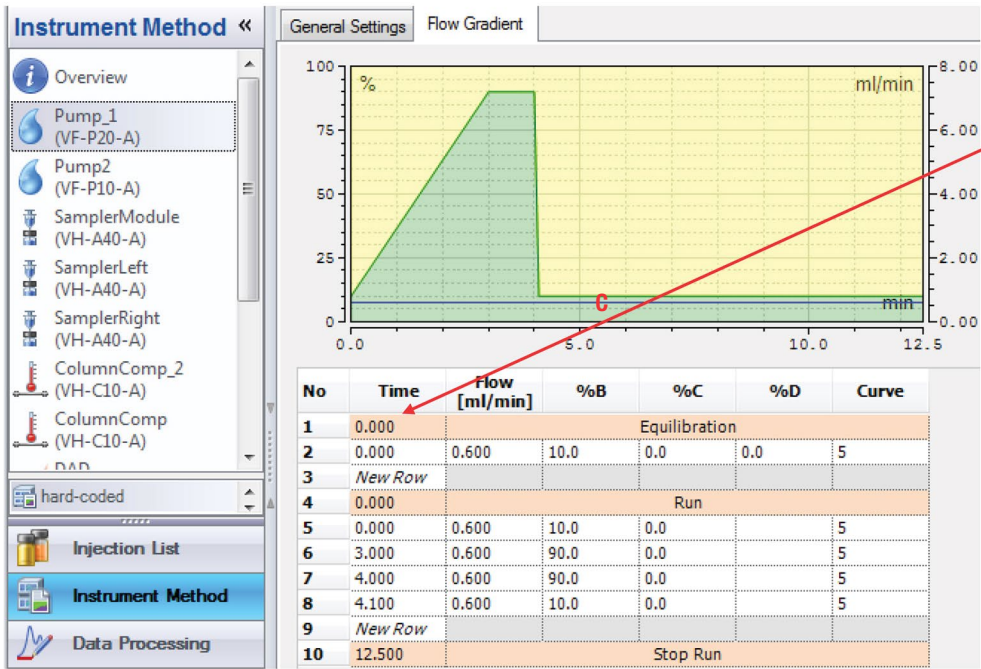 Instrument Method «
Overview
Pump_1
(VF-P20-A)
Pump2
(VF-P10-A)
SamplerModule
(VH-A40-A)
SamplerLeft
(VH-A40-A)
SamplerRight
(VH-A40-A)
ColumnComp_2
(VH-C10-A)
ColumnComp
(VH-C10-A)
DAD
hard-coded
Injection List
Instrument Method
Data Processing
General Settings Flow Gradient
100 % ml/min 8.00
75 6.00
50 4.00
25 2.00
C min
0 0.00
0.0 5.0 10.0 12.5
No Time Flow [ml/min] %B %C %D Curve
1 0.000 Equilibration
2 0.000 0.600 10.0 0.0 0.0 5
3 New Row
4 0.000 Run
5 0.000 0.600 10.0 0.0 5
6 3.000 0.600 90.0 0.0 5
7 4.000 0.600 90.0 0.0 5
8 4.100 0.600 10.0 0.0 5
9 New Row
10 12.500 Stop Run